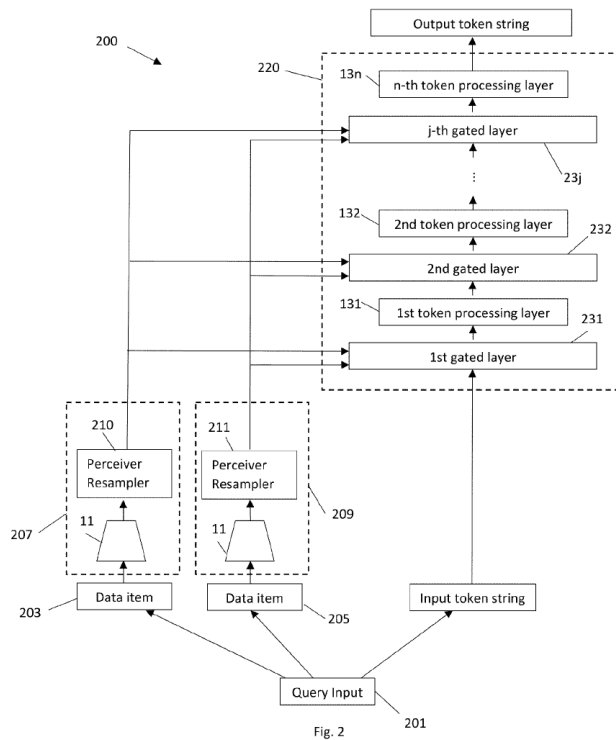 Output token string
200
220
13n
n-th token processing layer
j-th gated layer
23j
⋮
132
2nd token processing layer
232
2nd gated layer
131
1st token processing layer
231
1st gated layer
210
211
Perceiver
Resampler
Perceiver
Resampler
207
11
11
209
Data item
Data item
Input token string
203
205
Query Input
201
Fig. 2